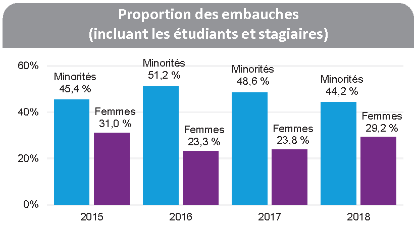 Proportion des embauches
(incluant les étudiants et stagiaires)
60%
40%
20%
0%
Minorités
45,4 %
Femmes
31,0 %
Minorités
51,2 %
Femmes
23,3 %
Minorités
48,6 %
Femmes
23.8 %
Minorités
44.2 %
Femmes
29,2 %
2015
2016
2017
2018